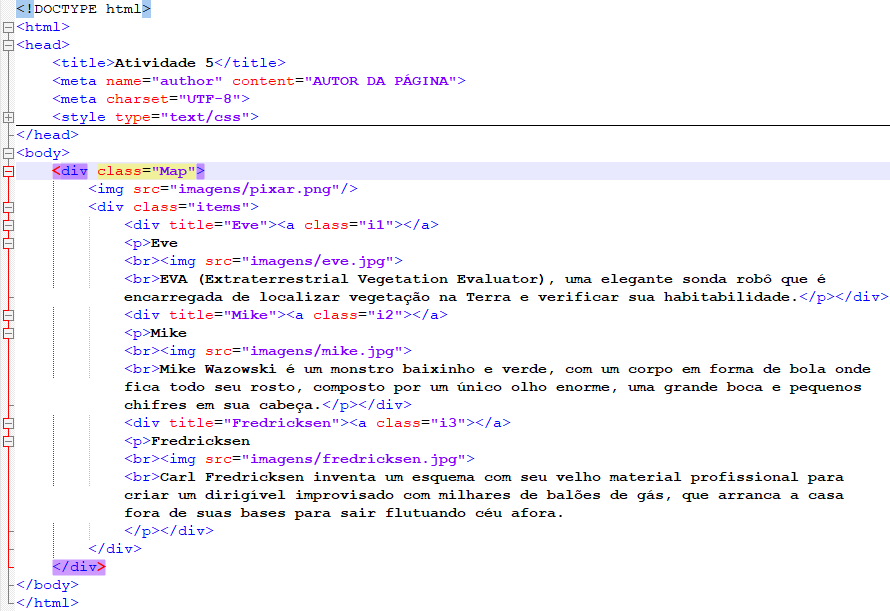 <!DOCTYPE html>
<html>
<head>
    <title>Atividade 5</title>
    <meta name="author" content="AUTOR DA PÁGINA">
    <meta charset="UTF-8">
    <style type="text/css">
</head>
<body>
    <div class="Map">
        <img src="imagens/pixar.png"/>
        <div class="items">
            <div title="Eve"><a class="i1"></a>
            <p>Eve
            <br><img src="imagens/eve.jpg">
            <br>EVA (Extraterrestrial Vegetation Evaluator), uma elegante sonda robô que é
            encarregada de localizar vegetação na Terra e verificar sua habitabilidade.</p></div>
            <div title="Mike"><a class="i2"></a>
            <p>Mike
            <br><img src="imagens/mike.jpg">
            <br>Mike Wazowski é um monstro baixinho e verde, com um corpo em forma de bola onde
            fica todo seu rosto, composto por um único olho enorme, uma grande boca e pequenos
            chifres em sua cabeça.</p></div>
            <div title="Fredricksen"><a class="i3"></a>
            <p>Fredricksen
            <br><img src="imagens/fredricksen.jpg">
            <br>Carl Fredricksen inventa um esquema com seu velho material profissional para
            criar um dirigível improvisado com milhares de balões de gás, que arranca a casa
            fora de suas bases para sair flutuando céu afora.
            </p></div>
        </div>
    </div>
</body>
</html>